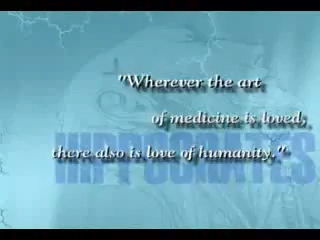 "Wherever the art
of medicine is loved,
there also is love of humanity."
HIPPOCRATES